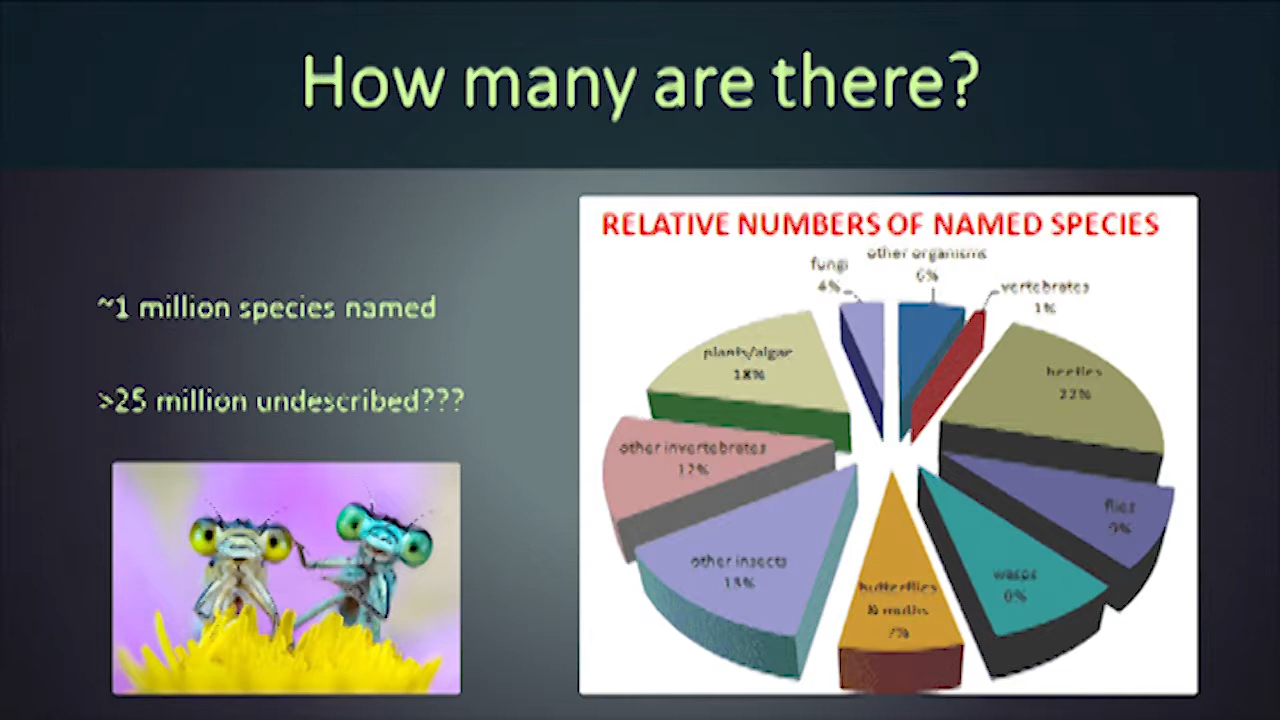 How many are there?
~1 million species named
>25 million undescribed???
RELATIVE NUMBERS OF NAMED SPECIES
fungi
4%
other organisms
6%
vertebrates
1%
plants/algae
18%
beetles
22%
other invertebrates
12%
flies
9%
other insects
13%
wasps
butterflies
& moths
7%